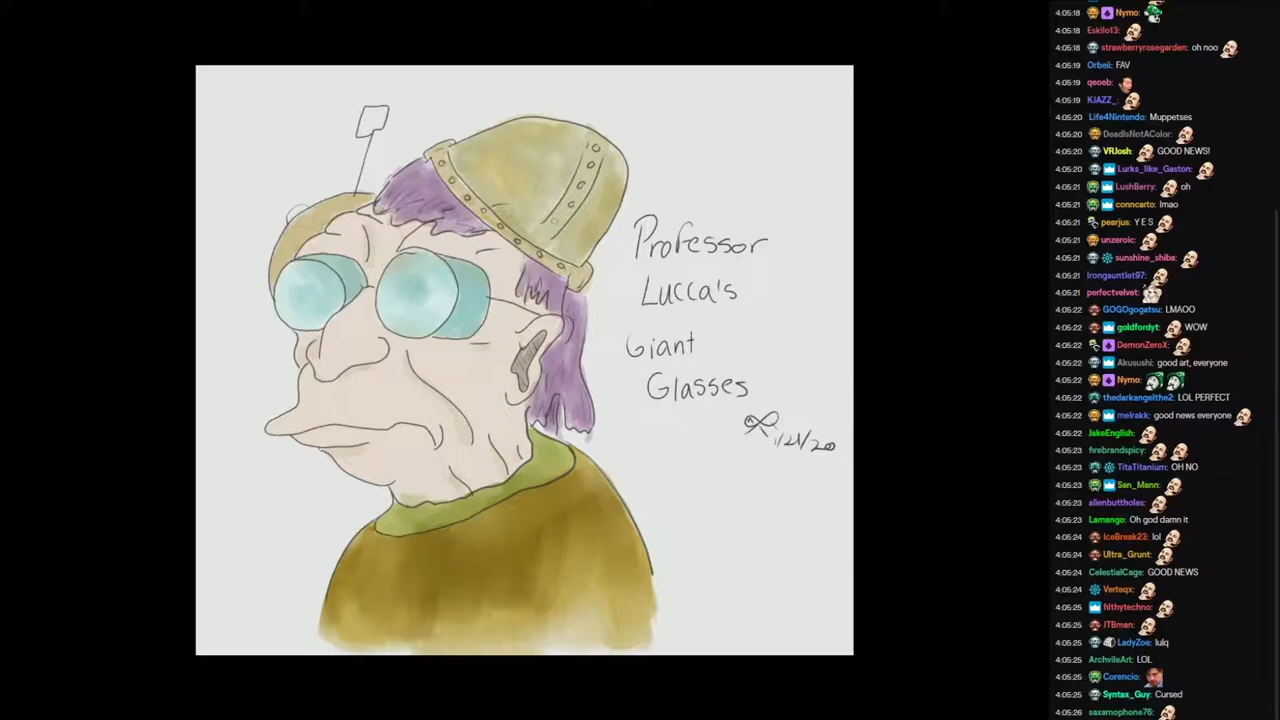 Professor
Lucca's
Giant
Glasses
1/21/20
4:05:18 Nymo:
4:05:18 Eskilo13:
4:05:18 strawberryrosegarden: oh noo
4:05:19 Orbeii: FAV
4:05:19 qeoeb:
4:05:19 KJAZZ_:
4:05:20 Life4Nintendo: Muppetses
4:05:20 DeadIsNotAColor:
4:05:20 VRJosh: GOOD NEWS!
4:05:20 Lurks_like_Gaston:
4:05:21 LushBerry: oh
4:05:21 conncarto: lmao
4:05:21 pearjus: Y E S
4:05:21 unzeroic:
4:05:21 sunshine_shiba:
4:05:21 Irongauntlet97:
4:05:21 perfectvelvet:
4:05:22 GOGOgogatsu: LMAOO
4:05:22 goldfordyt: WOW
4:05:22 DemonZeroX:
4:05:22 Akusushi: good art, everyone
4:05:22 Nymo:
4:05:22 thedarkangelthe2: LOL PERFECT
4:05:22 melrakk: good news everyone
4:05:22 JakeEnglish:
4:05:23 firebrandspicy:
4:05:23 TitaTitanium: OH NO
4:05:23 San_Mann:
4:05:23 alienbuttholes:
4:05:23 Lamango: Oh god damn it
4:05:24 IceBreak23: lol
4:05:24 Ultra_Grunt:
4:05:24 CelestialCage: GOOD NEWS
4:05:24 Verteqx:
4:05:25 filthytechno:
4:05:25 JTBman:
4:05:25 LadyZoe: lulq
4:05:25 ArchvileArt: LOL
4:05:25 Corencio:
4:05:25 Syntax_Guy: Cursed
4:05:26 saxamophone76: